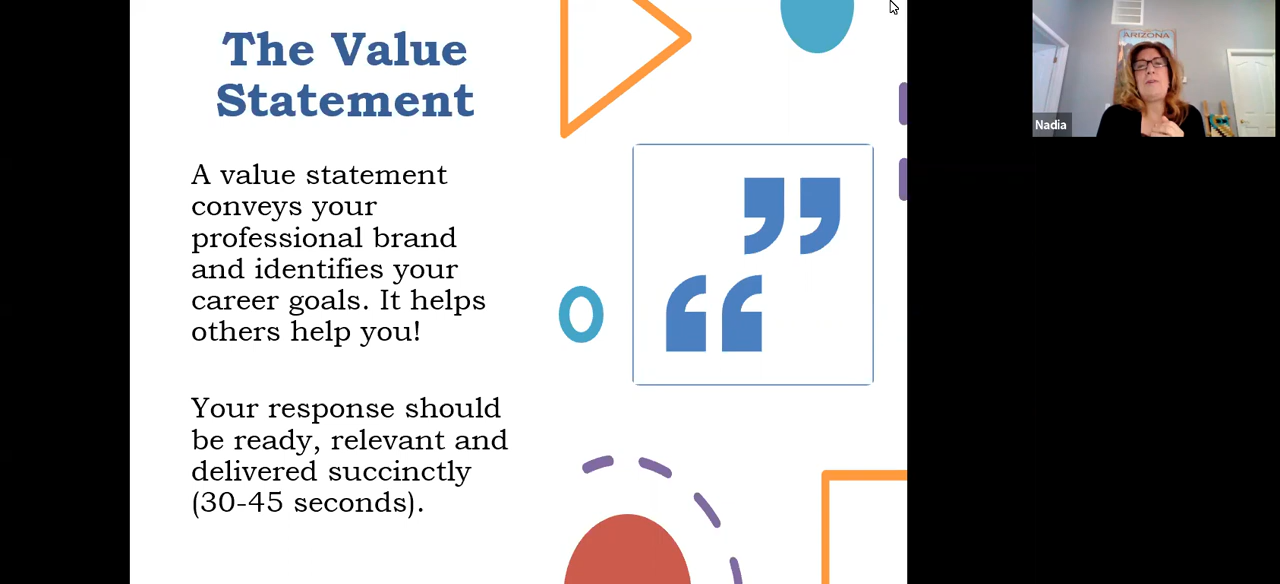 The Value
Statement
A value statement
conveys your
professional brand
and identifies your
career goals. It helps
others help you!
Your response should
be ready, relevant and
delivered succinctly
(30-45 seconds).
ARIZONA
Nadia